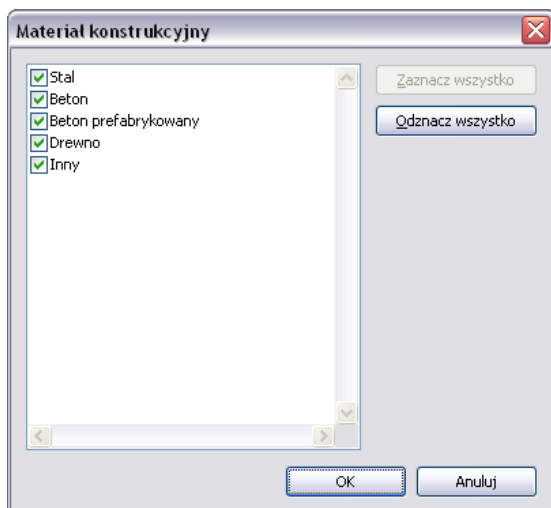 Materiał konstrukcyjny
Stal
Beton
Beton prefabrykowany
Drewno
Inny
Zaznacz wszystko
Odznacz wszystko
OK
Anuluj